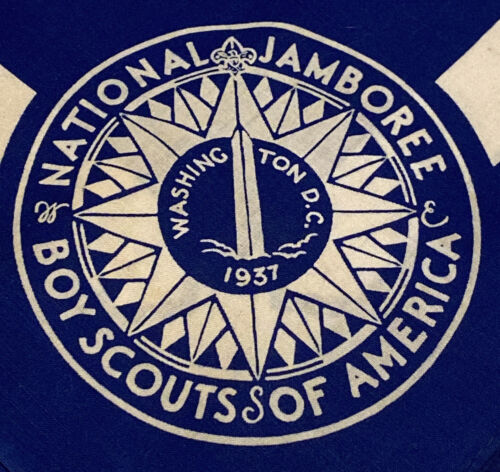 NATIONAL JAMBOREE
BOY SCOUTS OF AMERICA
WASHINGTON D.C.
1937